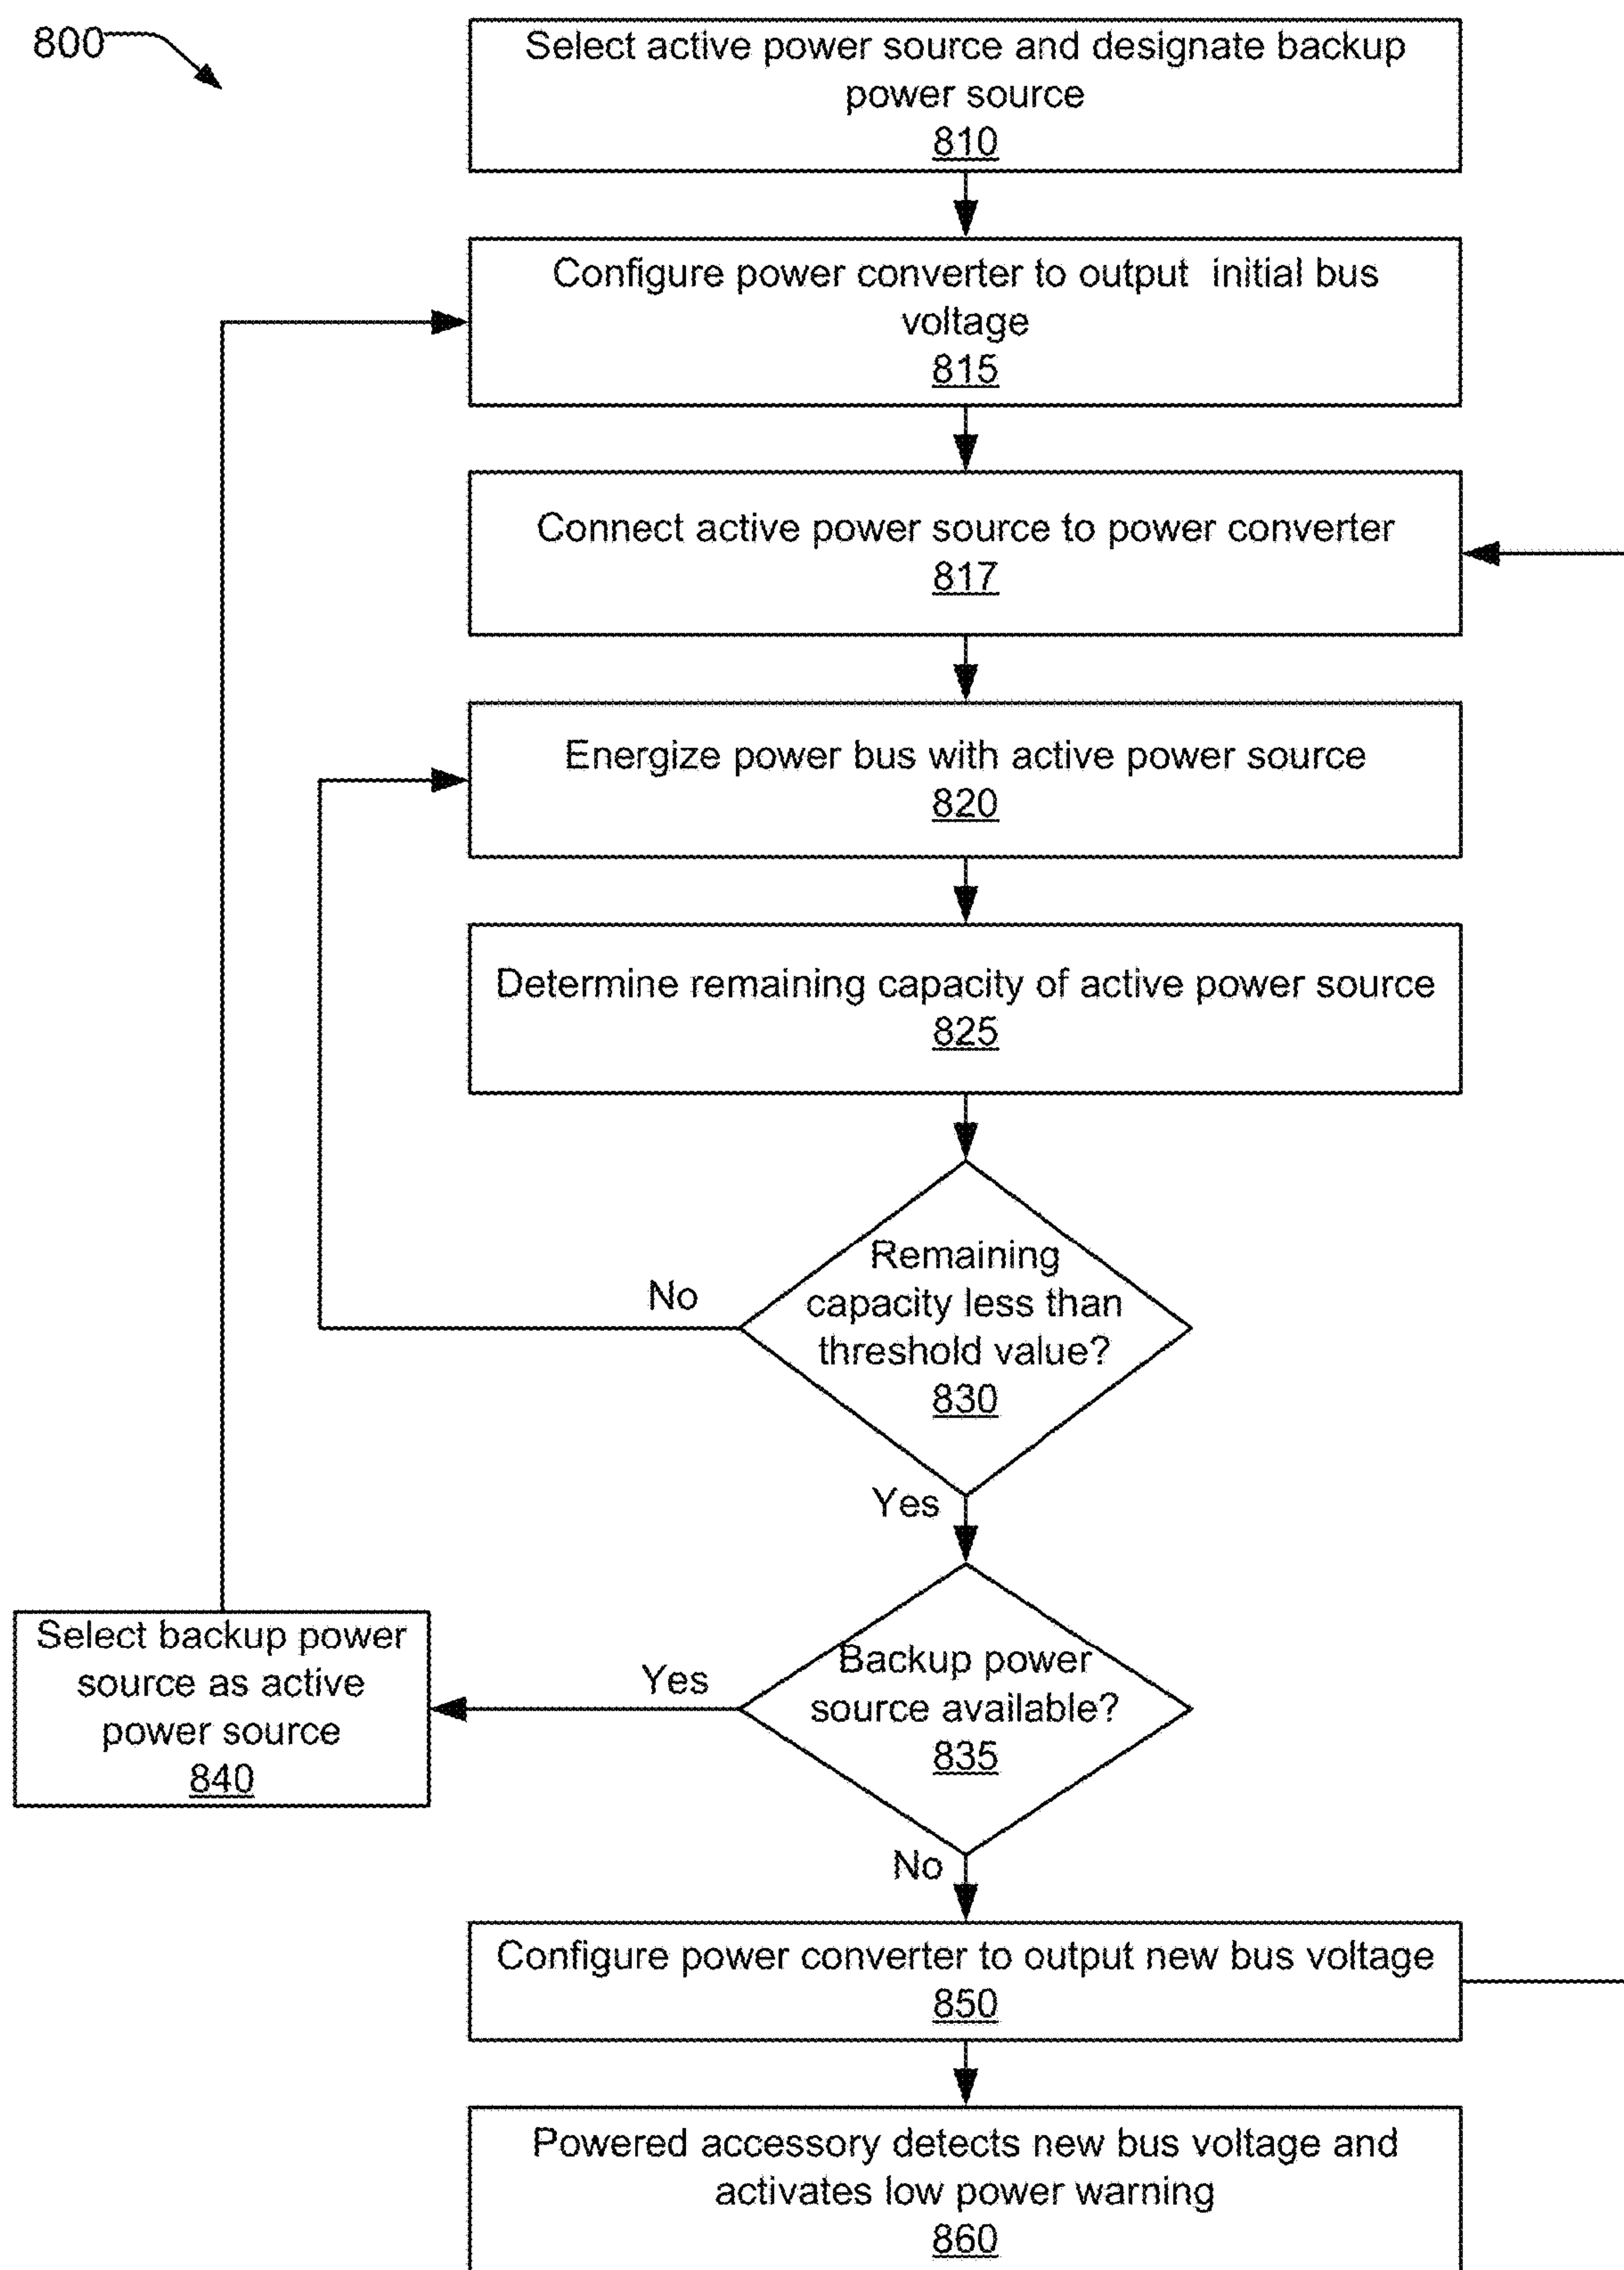 800
Select active power source and designate backup
power source
810
Configure power converter to output initial bus
voltage
815
Connect active power source to power converter
817
Energize power bus with active power source
820
Determine remaining capacity of active power source
825
Remaining
capacity less than
threshold value?
830
No
Yes
Backup power
source available?
835
Yes
Select backup power
source as active
power source
840
No
Configure power converter to output new bus voltage
850
Powered accessory detects new bus voltage and
activates low power warning
860